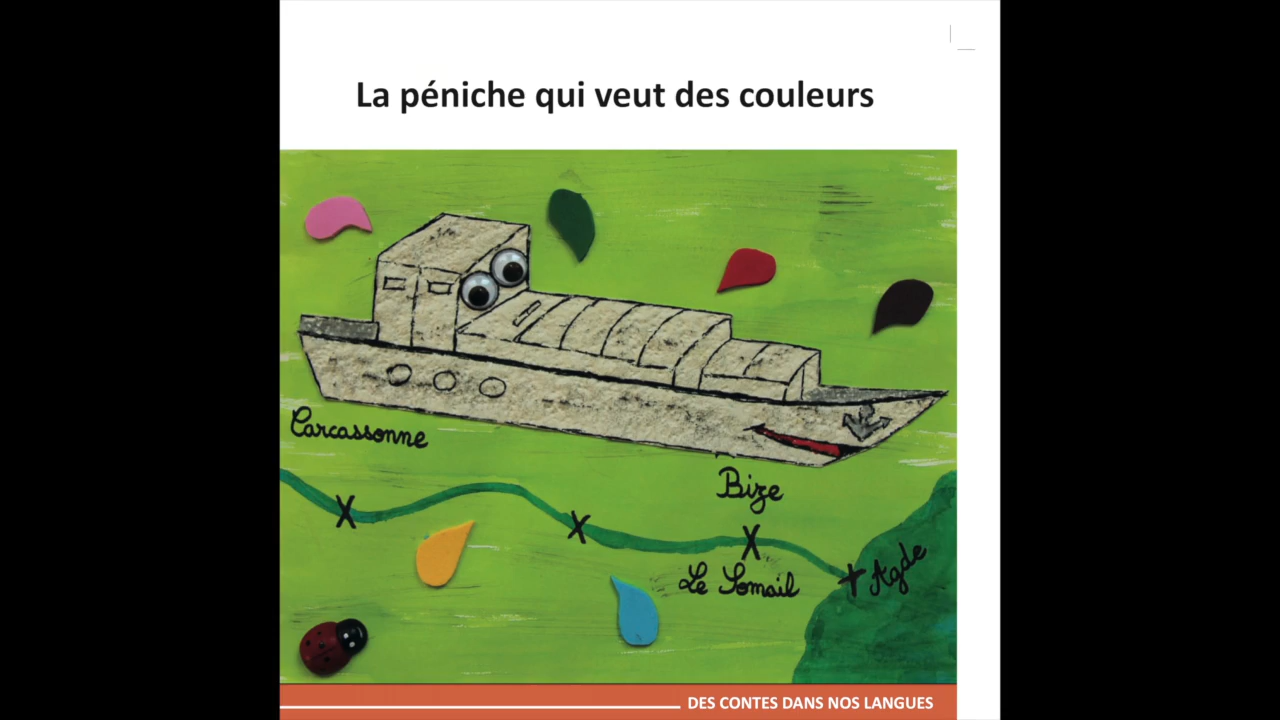 La péniche qui veut des couleurs
Carcassonne
Bize
Le Somail
Agde
DES CONTES DANS NOS LANGUES